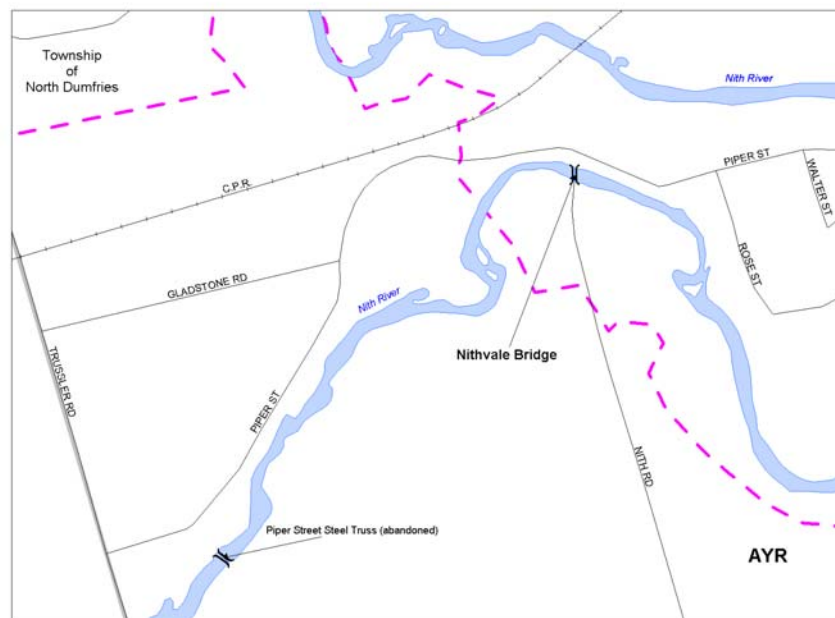 Township
of
North Dumfries
Nith River
C.P.R.
PIPER ST
WALTER ST
ROSE ST
GLADSTONE RD
Nith River
Nithvale Bridge
TRUSSLER RD
PIPER ST
NITH RD
Piper Street Steel Truss (abandoned)
AYR